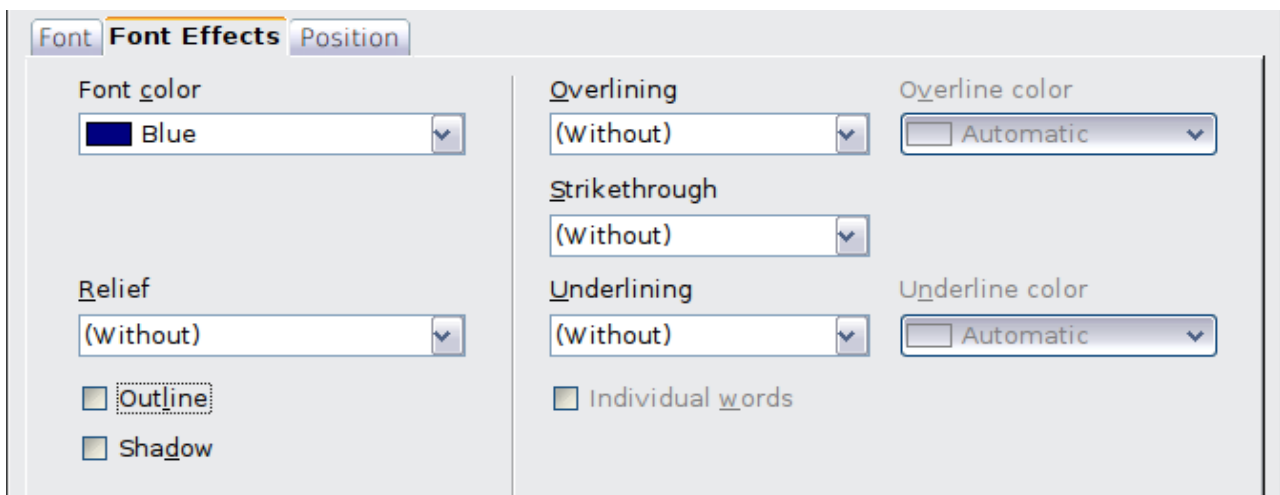 Font Font Effects Position
Font color
Blue
Relief
(Without)
Outline
Shadow
Overlining Overline color
(Without) Automatic
Strikethrough
(Without)
Underlining Underline color
(Without) Automatic
Individual words